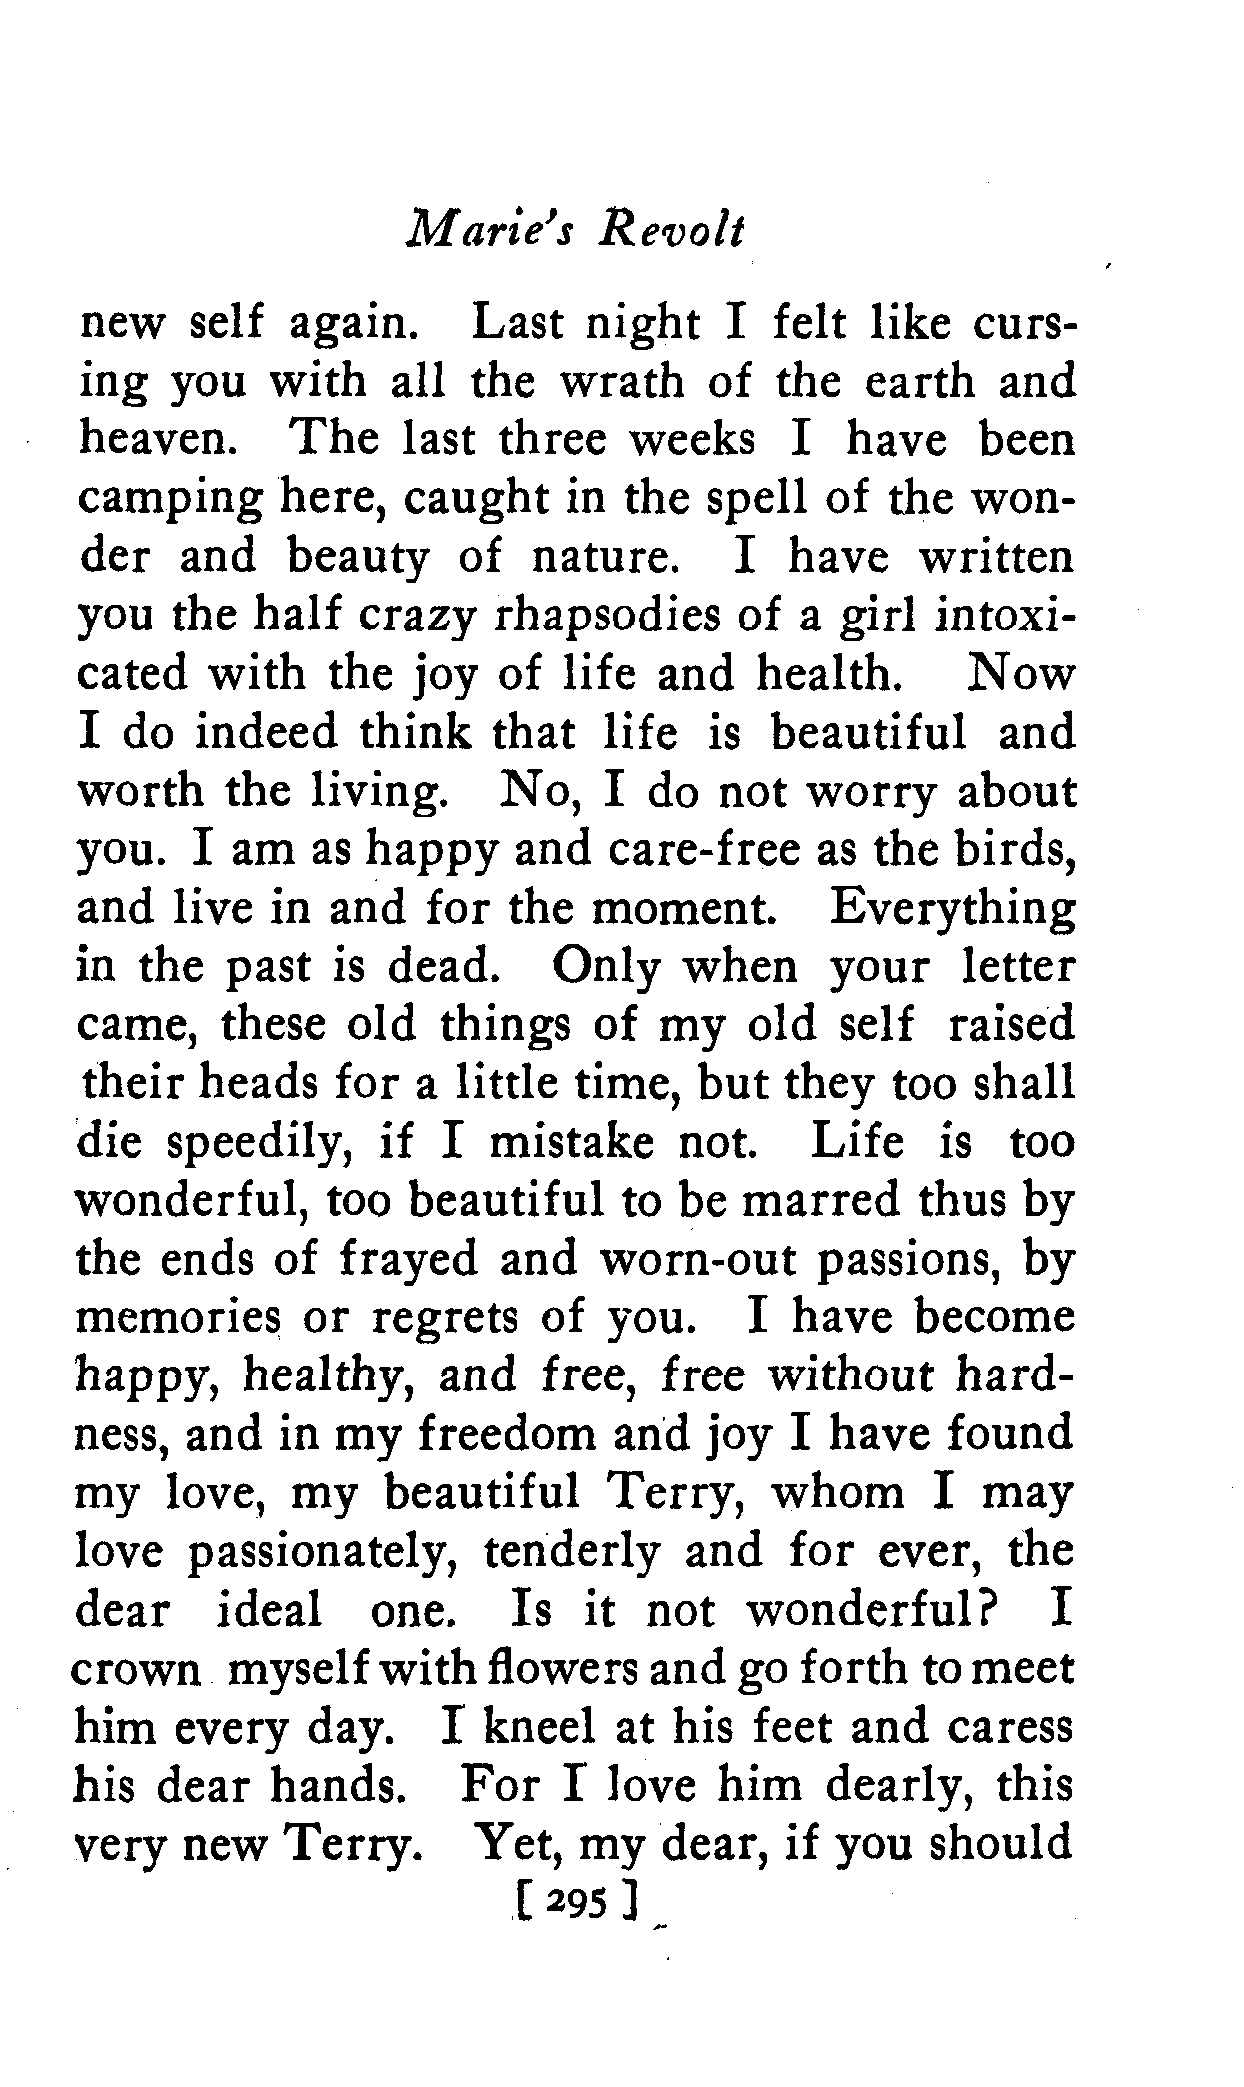 Marie's Revolt
new self again. Last night I felt like curs-
ing you with all the wrath of the earth and
heaven. The last three weeks I have been
camping here, caught in the spell of the won-
der and beauty of nature. I have written
you the half crazy rhapsodies of a girl intoxi-
cated with the joy of life and health. Now
I do indeed think that life is beautiful and
worth the living. No, I do not worry about
you. I am as happy and care-free as the birds,
and live in and for the moment. Everything
in the past is dead. Only when your letter
came, these old things of my old self raised
their heads for a little time, but they too shall
die speedily, if I mistake not. Life is too
wonderful, too beautiful to be marred thus by
the ends of frayed and worn-out passions, by
memories or regrets of you. I have become
happy, healthy, and free, free without hard-
ness, and in my freedom and joy I have found
my love, my beautiful Terry, whom I may
love passionately, tenderly and for ever, the
dear ideal one. Is it not wonderful? I
crown myself with flowers and go forth to meet
him every day. I kneel at his feet and caress
his dear hands. For I love him dearly, this
very new Terry. Yet, my dear, if you should
[ 295 ]